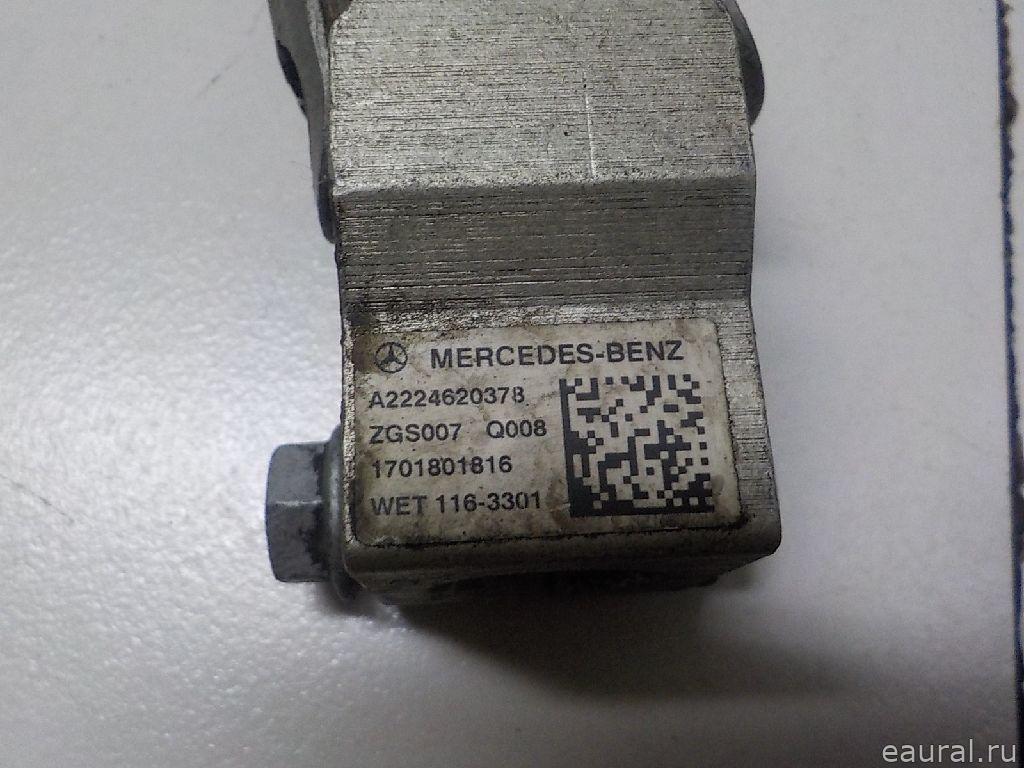 MERCEDES-BENZ
A2224620378
ZGS007 Q008
1701801816
WET 116-3301
eaural.ru